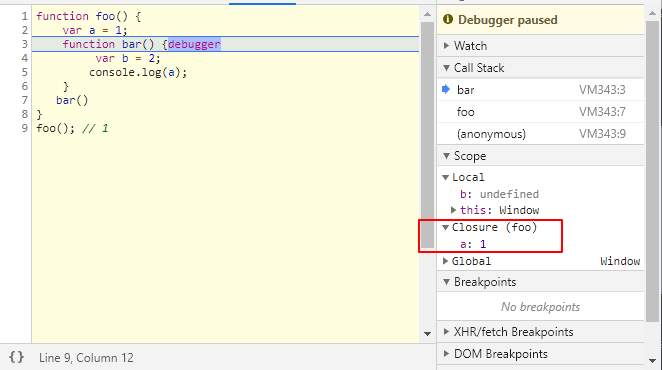 1 function foo() {
2 var a = 1;
3 function bar() {debugger
4 var b = 2;
5 console.log(a);
6 }
7 bar()
8 }
9 foo(); // 1
{} Line 9, Column 12
Debugger paused
Watch
Call Stack
bar VM343:3
foo VM343:7
(anonymous) VM343:9
Scope
Local
b: undefined
this: Window
Closure (foo)
a: 1
Global Window
Breakpoints
No breakpoints
XHR/fetch Breakpoints
DOM Breakpoints